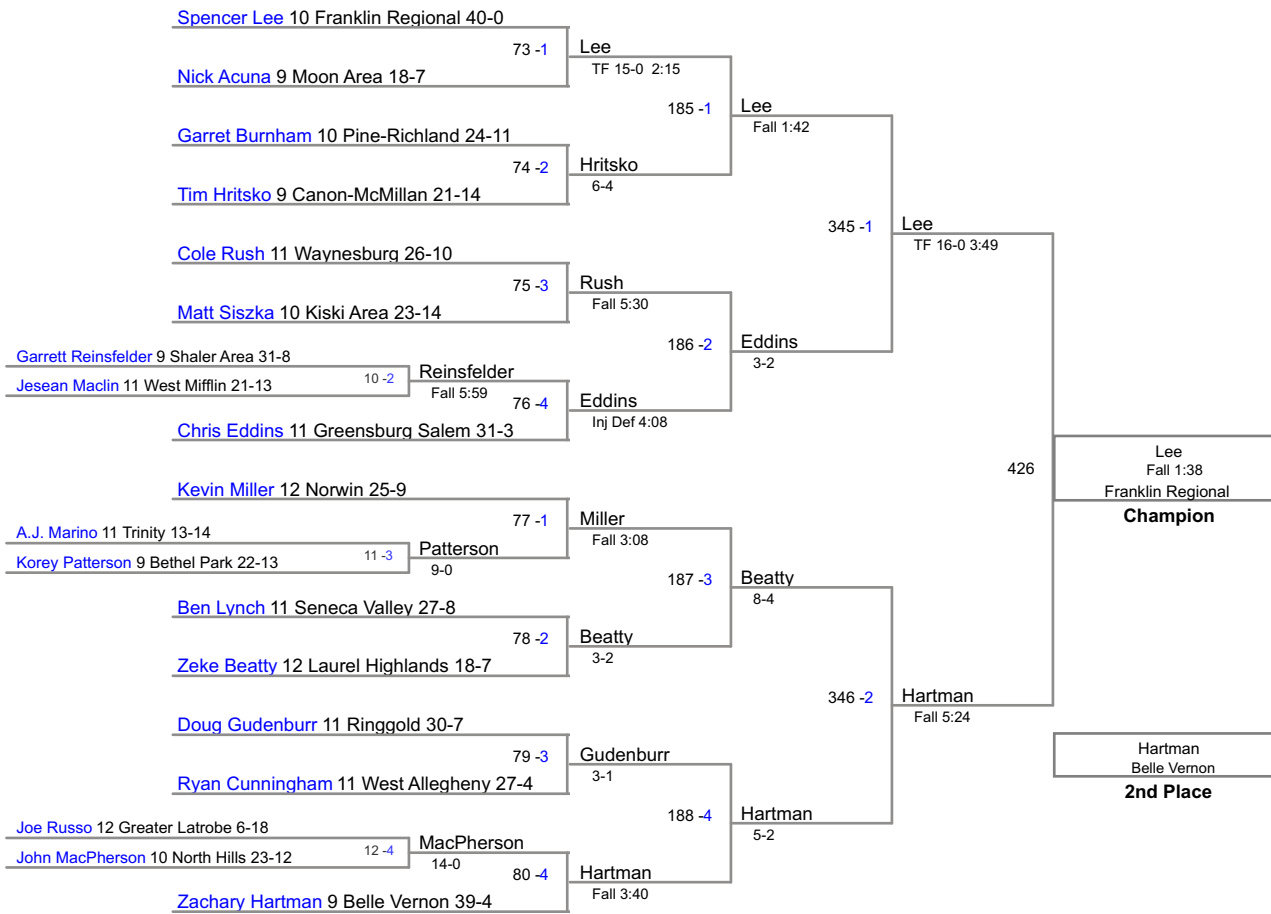 Spencer Lee 10 Franklin Regional 40-0
73 -1
Lee
TF 15-0 2:15
Nick Acuna 9 Moon Area 18-7
185 -1
Lee
Fall 1:42
Garret Burnham 10 Pine-Richland 24-11
74 -2
Hritsko
6-4
Tim Hritsko 9 Canon-McMillan 21-14
345 -1
Lee
TF 16-0 3:49
Cole Rush 11 Waynesburg 26-10
75 -3
Rush
Fall 5:30
Matt Siszka 10 Kiski Area 23-14
186 -2
Eddins
3-2
Garrett Reinsfelder 9 Shaler Area 31-8
10 -2
Reinsfelder
Fall 5:59
Jesean Maclin 11 West Mifflin 21-13
76 -4
Eddins
Inj Def 4:08
Chris Eddins 11 Greensburg Salem 31-3
426
Lee
Fall 1:38
Franklin Regional
Champion
Kevin Miller 12 Norwin 25-9
77 -1
Miller
Fall 3:08
A.J. Marino 11 Trinity 13-14
11 -3
Patterson
9-0
Korey Patterson 9 Bethel Park 22-13
187 -3
Beatty
8-4
Ben Lynch 11 Seneca Valley 27-8
78 -2
Beatty
3-2
Zeke Beatty 12 Laurel Highlands 18-7
346 -2
Hartman
Fall 5:24
Doug Gudenburr 11 Ringgold 30-7
79 -3
Gudenburr
3-1
Ryan Cunningham 11 West Allegheny 27-4
Hartman
Belle Vernon
2nd Place
188 -4
Hartman
5-2
Joe Russo 12 Greater Latrobe 6-18
12 -4
MacPherson
14-0
John MacPherson 10 North Hills 23-12
80 -4
Hartman
Fall 3:40
Zachary Hartman 9 Belle Vernon 39-4